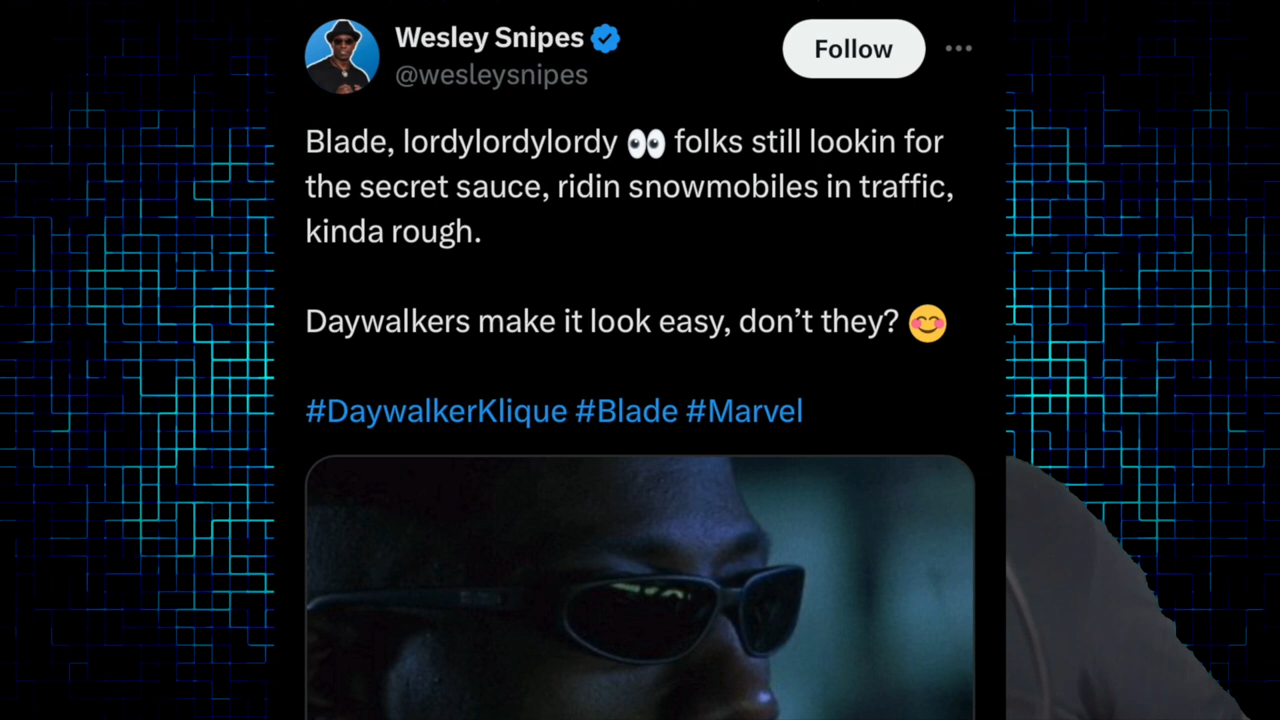 Wesley Snipes
@wesleysnipes
Follow
Blade, lordylordylordy 👀 folks still lookin for
the secret sauce, ridin snowmobiles in traffic,
kinda rough.
Daywalkers make it look easy, don’t they? 😊
#DaywalkerKlique #Blade #Marvel